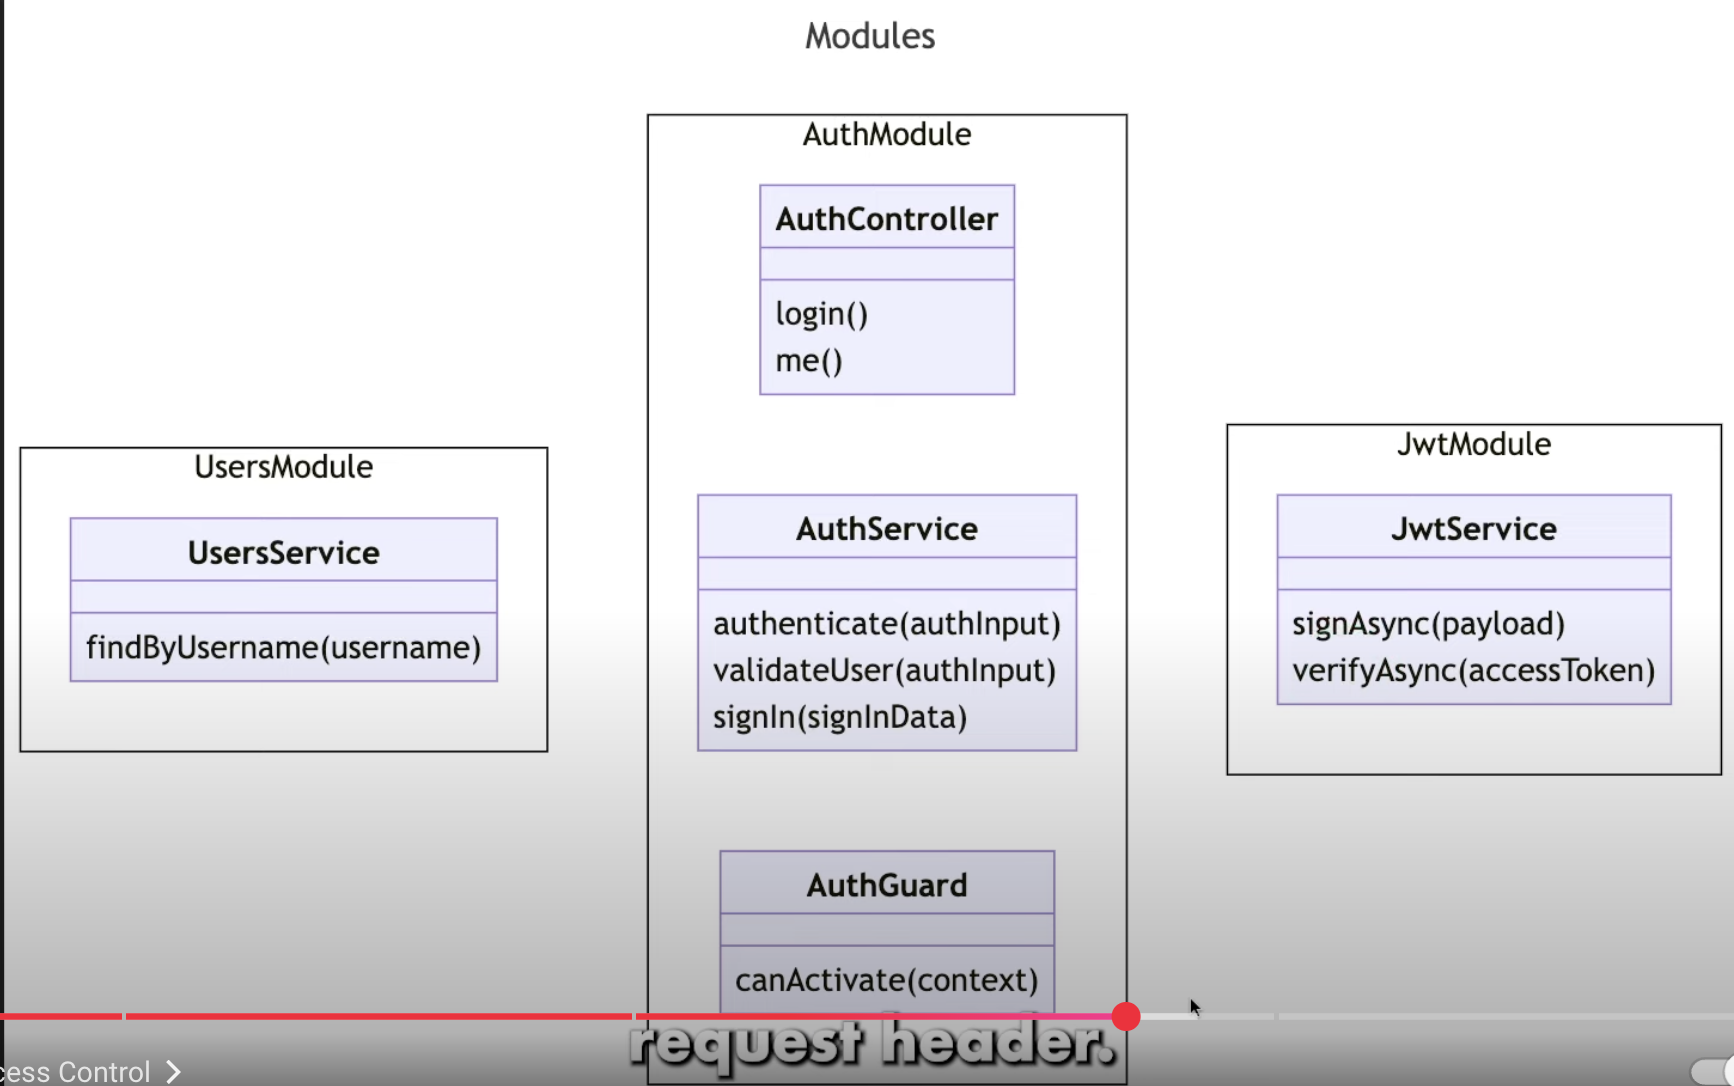 Modules
AuthModule
AuthController
login()
me()
UsersModule
UsersService
findByUsername(username)
AuthService
authenticate(authInput)
validateUser(authInput)
signIn(signInData)
JwtModule
JwtService
signAsync(payload)
verifyAsync(accessToken)
AuthGuard
canActivate(context)
request header.
cess Control